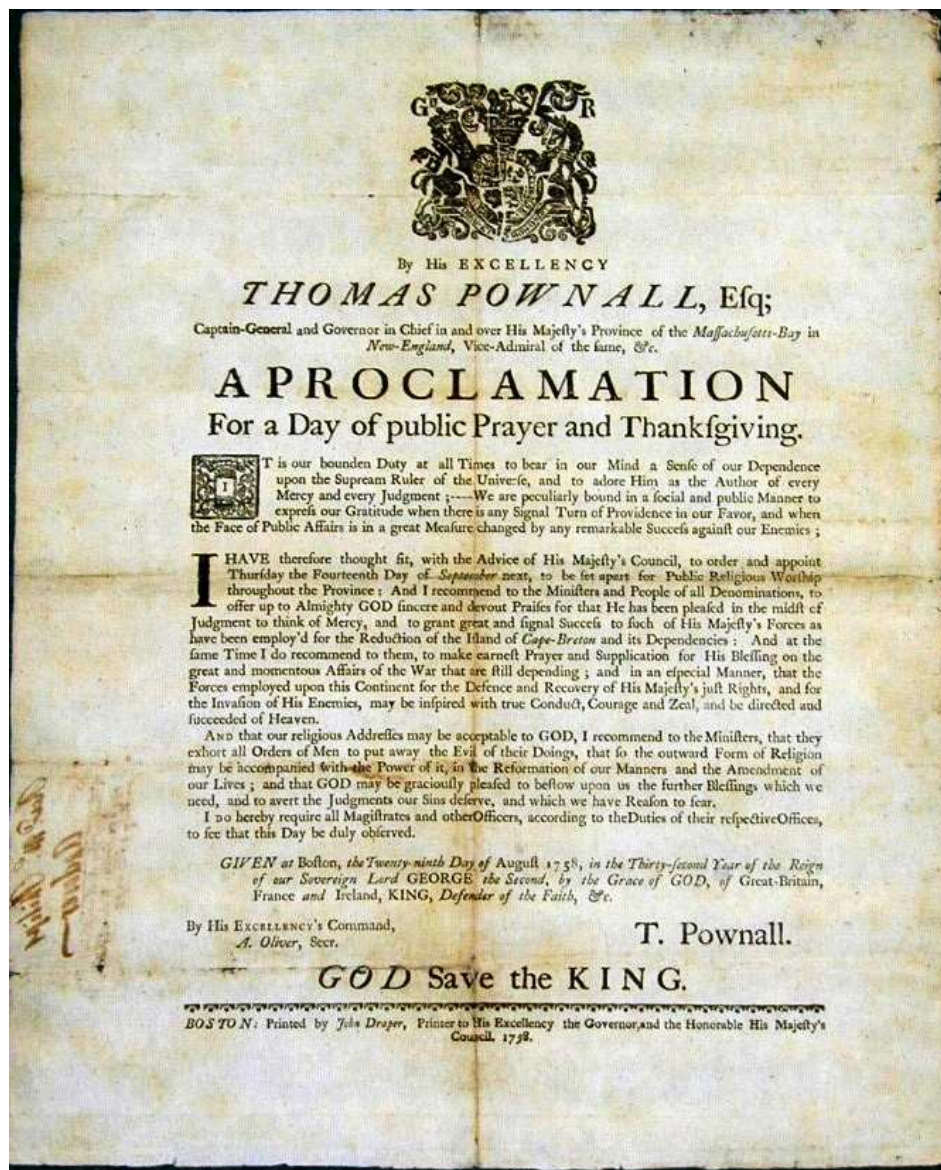 G R
By His EXCELLENCY
THOMAS POWNALL, Eſq;
Captain-General and Governor in Chief in and over His Majeſty's Province of the Maſſachuſetts-Bay in
New-England, Vice-Admiral of the ſame, &c.
A PROCLAMATION
For a Day of public Prayer and Thankſgiving.
IT is our bounden Duty at all Times to bear in our Mind a Senſe of our Dependence
upon the Supream Ruler of the Univerſe, and to adore Him as the Author of every
Mercy and every Judgment ;----We are peculiarly bound in a ſocial and public Manner to
expreſs our Gratitude when there is any Signal Turn of Providence in our Favor, and when
the Face of Public Affairs is in a great Meaſure changed by any remarkable Succeſs againſt our Enemies ;
I HAVE therefore thought fit, with the Advice of His Majeſty's Council, to order and appoint
Thurſday the Fourteenth Day of September next, to be ſet apart for Public Religious Worſhip
throughout the Province : And I recommend to the Miniſters and People of all Denominations, to
offer up to Almighty GOD ſincere and devout Praiſes for that He has been pleaſed in the midſt of
Judgment to think of Mercy, and to grant great and ſignal Succeſs to ſuch of His Majeſty's Forces as
have been employ'd for the Reduction of the Iſland of Cape-Breton and its Dependencies : And at the
ſame Time I do recommend to them, to make earneſt Prayer and Supplication for His Bleſſing on the
great and momentous Affairs of the War that are ſtill depending ; and in an eſpecial Manner, that the
Forces employed upon this Continent for the Defence and Recovery of His Majeſty's juſt Rights, and for
the Invaſion of His Enemies, may be inſpired with true Conduct, Courage and Zeal, and be directed and
ſucceeded of Heaven.
AND that our religious Addreſſes may be acceptable to GOD, I recommend to the Miniſters, that they
exhort all Orders of Men to put away the Evil of their Doings, that ſo the outward Form of Religion
may be accompanied with the Power of it, in the Reformation of our Manners and the Amendment of
our Lives ; and that GOD may be graciouſly pleaſed to beſtow upon us the further Bleſſings which we
need, and to avert the Judgments our Sins deſerve, and which we have Reaſon to fear.
I DO hereby require all Magiſtrates and other Officers, according to the Duties of their reſpective Offices,
to ſee that this Day be duly obſerved.
GIVEN at Boſton, the Twenty-ninth Day of Auguſt 1758, in the Thirty-ſecond Year of the Reign
of our Sovereign Lord GEORGE the Second, by the Grace of GOD, of Great-Britain,
France and Ireland, KING, Defender of the Faith, &c.
By His EXCELLENCY's Command,
A. Oliver, Secr.
T. Pownall.
GOD Save the KING.
BOSTON: Printed by John Draper, Printer to His Excellency the Governor, and the Honorable His Majeſty's
Council. 1758.